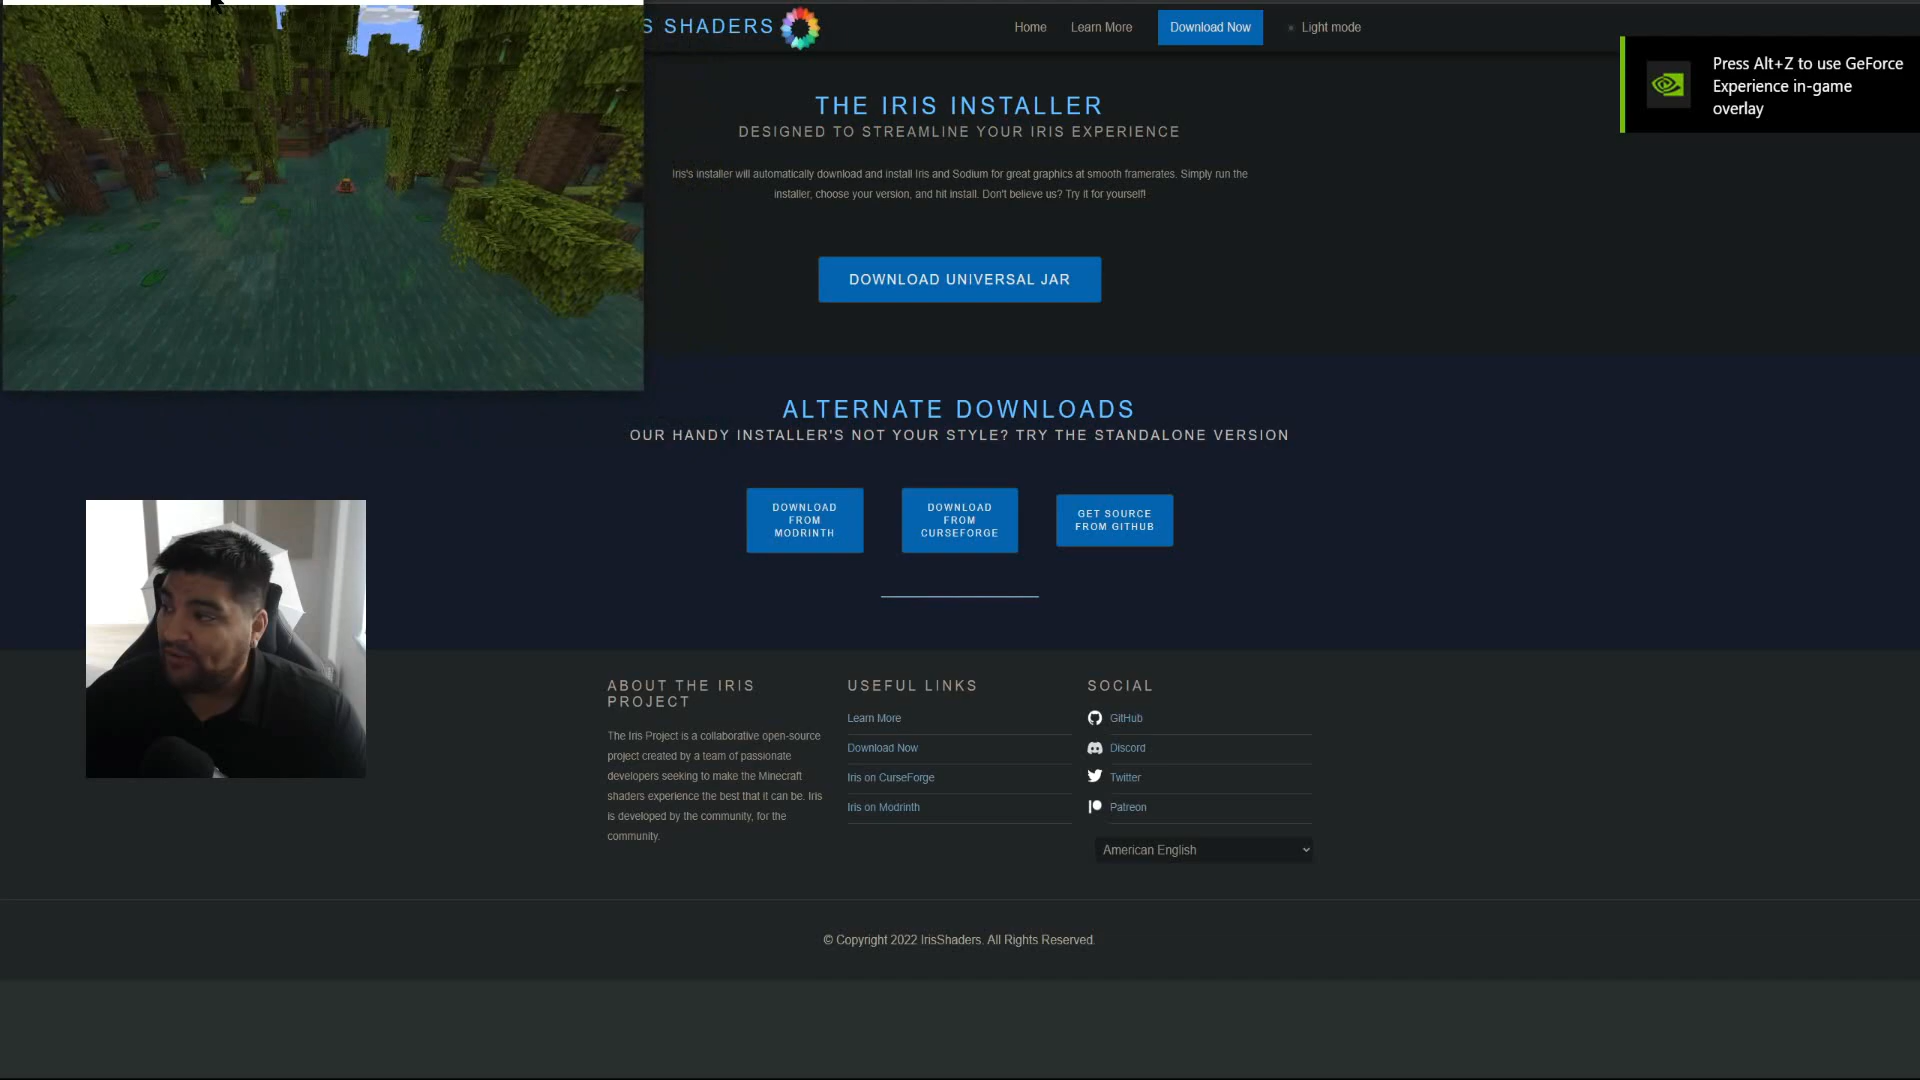 S SHADERS
Home
Learn More
Download Now
Light mode
Press Alt+Z to use GeForce
Experience in-game
overlay
THE IRIS INSTALLER
DESIGNED TO STREAMLINE YOUR IRIS EXPERIENCE
Iris's installer will automatically download and install Iris and Sodium for great graphics at smooth framerates. Simply run the
installer, choose your version, and hit install. Don't believe us? Try it for yourself!
DOWNLOAD UNIVERSAL JAR
ALTERNATE DOWNLOADS
OUR HANDY INSTALLER'S NOT YOUR STYLE? TRY THE STANDALONE VERSION
DOWNLOAD
FROM
MODRINTH
DOWNLOAD
FROM
CURSEFORGE
GET SOURCE
FROM GITHUB
ABOUT THE IRIS
PROJECT
The Iris Project is a collaborative open-source
project created by a team of passionate
developers seeking to make the Minecraft
shaders experience the best that it can be. Iris
is developed by the community, for the
community.
USEFUL LINKS
Learn More
Download Now
Iris on CurseForge
Iris on Modrinth
SOCIAL
GitHub
Discord
Twitter
Patreon
American English
© Copyright 2022 IrisShaders. All Rights Reserved.